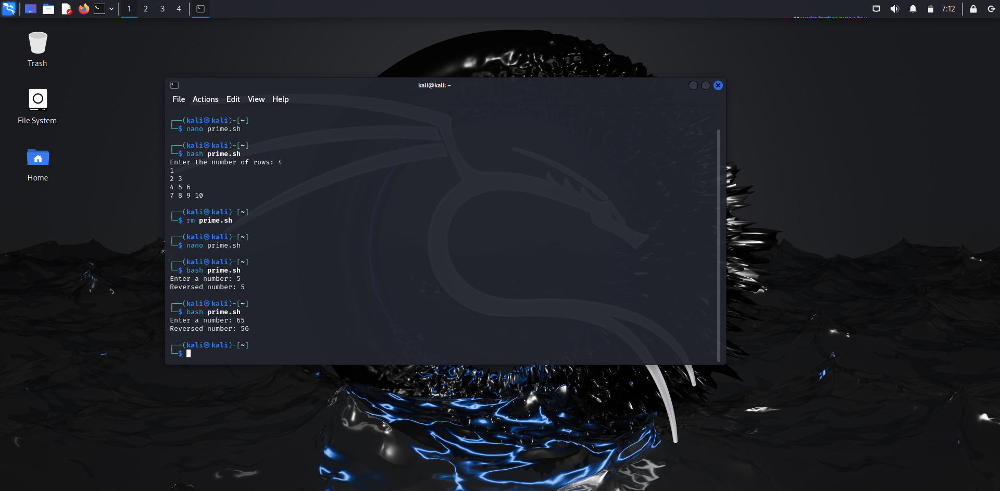 1 2 3 4 7:12
Trash
File System
Home
kali@kali: ~
File Actions Edit View Help
┌──(kali㉿kali)-[~]
└─$ nano prime.sh
┌──(kali㉿kali)-[~]
└─$ bash prime.sh
Enter the number of rows: 4
1
2 3
4 5 6
7 8 9 10
┌──(kali㉿kali)-[~]
└─$ rm prime.sh
┌──(kali㉿kali)-[~]
└─$ nano prime.sh
┌──(kali㉿kali)-[~]
└─$ bash prime.sh
Enter a number: 5
Reversed number: 5
┌──(kali㉿kali)-[~]
└─$ bash prime.sh
Enter a number: 65
Reversed number: 56
┌──(kali㉿kali)-[~]
└─$